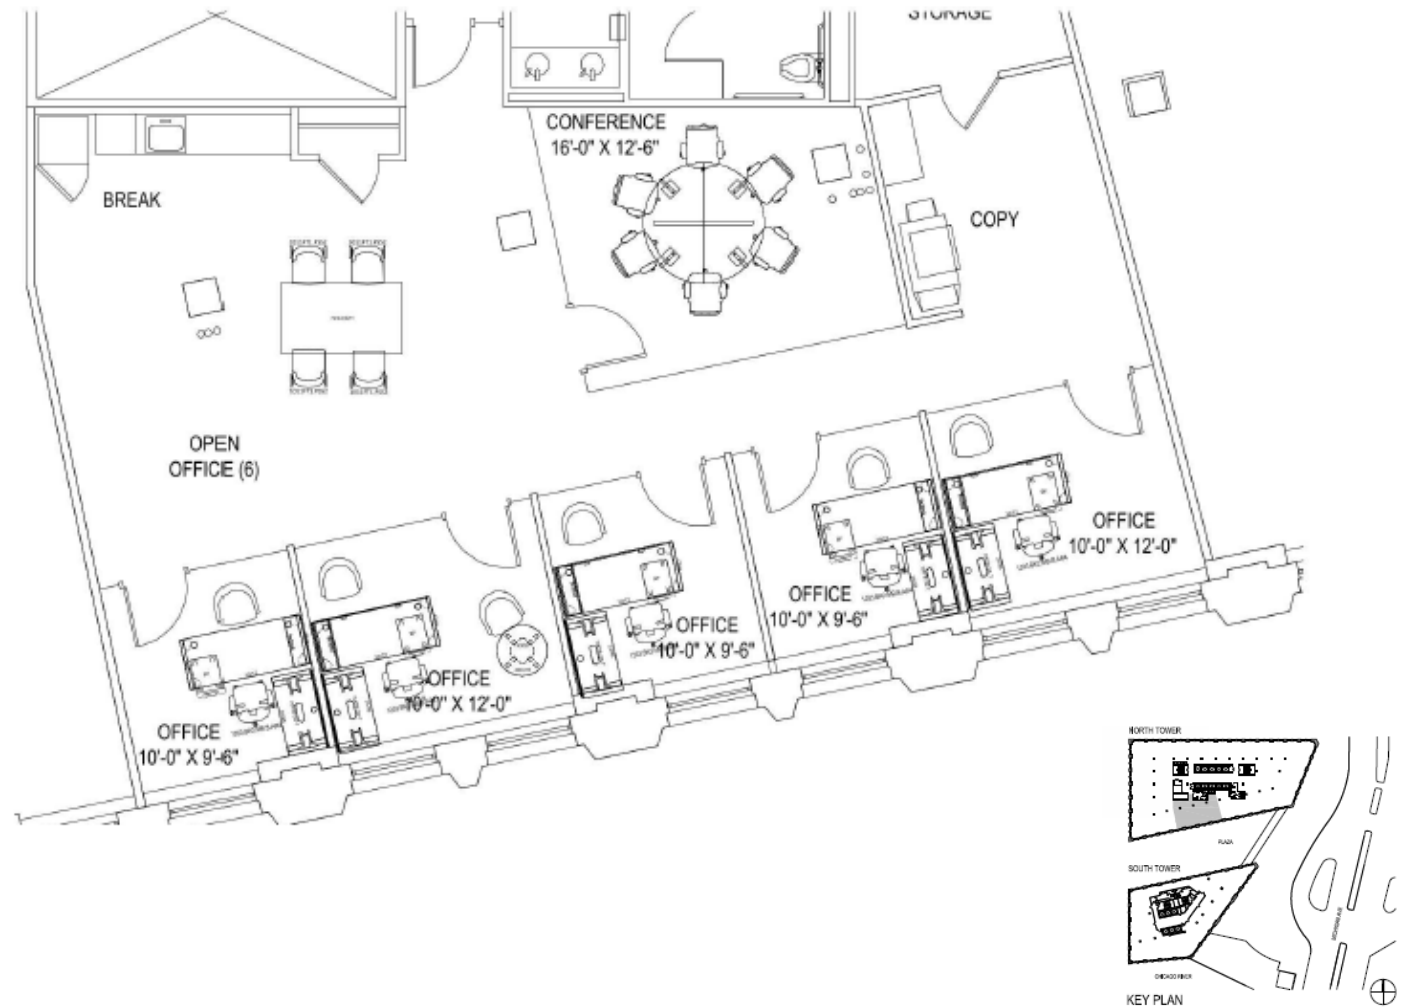 STORAGE
CONFERENCE
16'-0" X 12'-6"
BREAK
COPY
OPEN
OFFICE (6)
OFFICE
10'-0" X 12'-0"
OFFICE
10'-0" X 9'-6"
OFFICE
10'-0" X 9'-6"
OFFICE
10'-0" X 12'-0"
OFFICE
10'-0" X 9'-6"
NORTH TOWER
PLAZA
SOUTH TOWER
CHICAGO RIVER
KEY PLAN